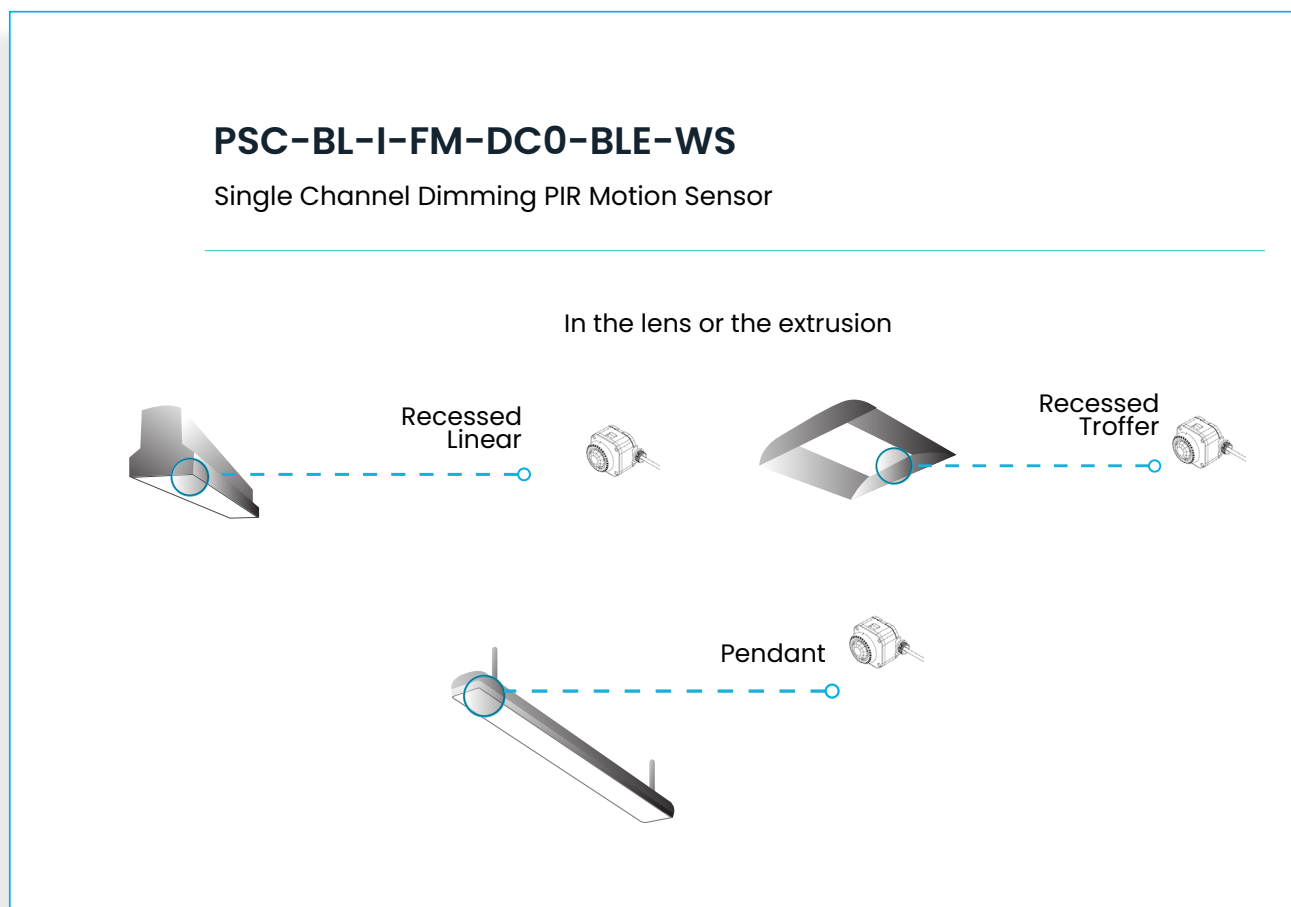 PSC-BL-I-FM-DC0-BLE-WS
Single Channel Dimming PIR Motion Sensor
In the lens or the extrusion
Recessed
Linear
Recessed
Troffer
Pendant